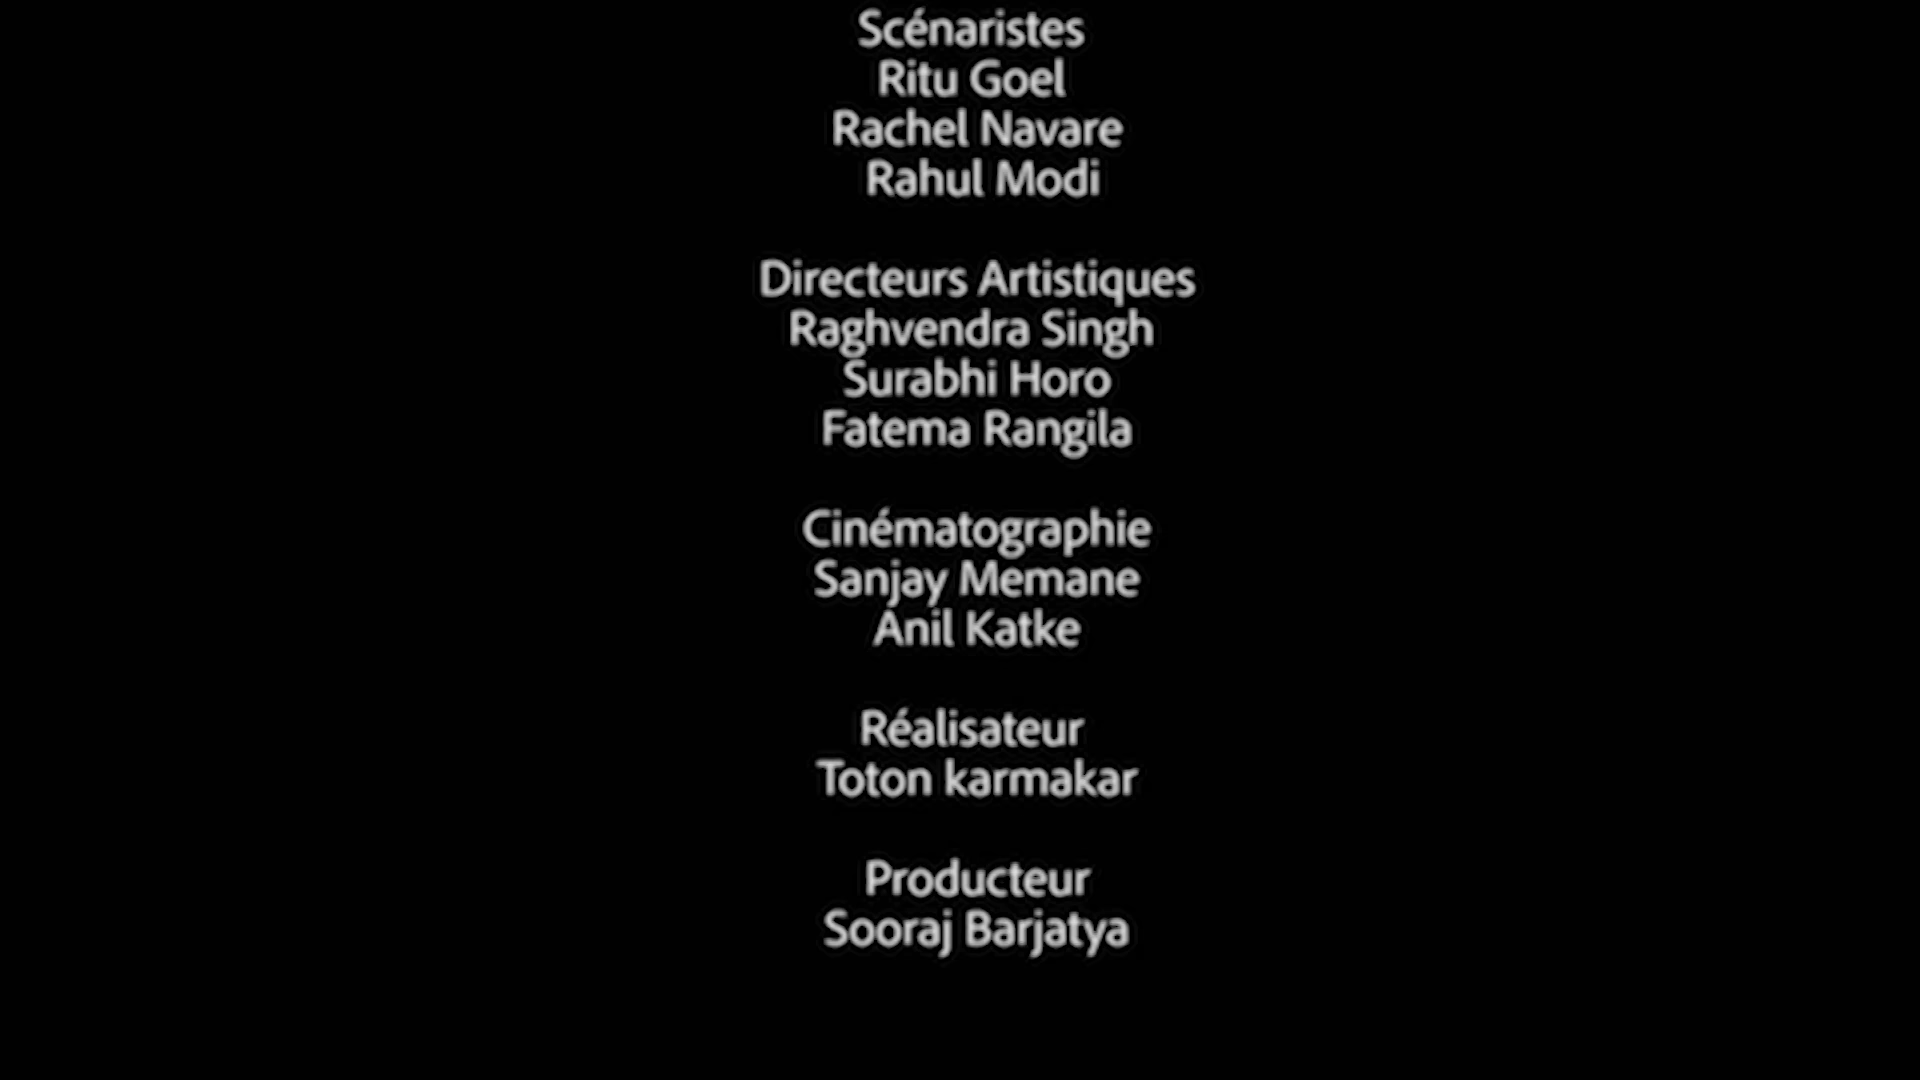 Scénaristes
Ritu Goel
Rachel Navare
Rahul Modi
Directeurs Artistiques
Raghvendra Singh
Surabhi Horo
Fatema Rangila
Cinématographie
Sanjay Memane
Anil Katke
Réalisateur
Toton karmakar
Producteur
Sooraj Barjatya